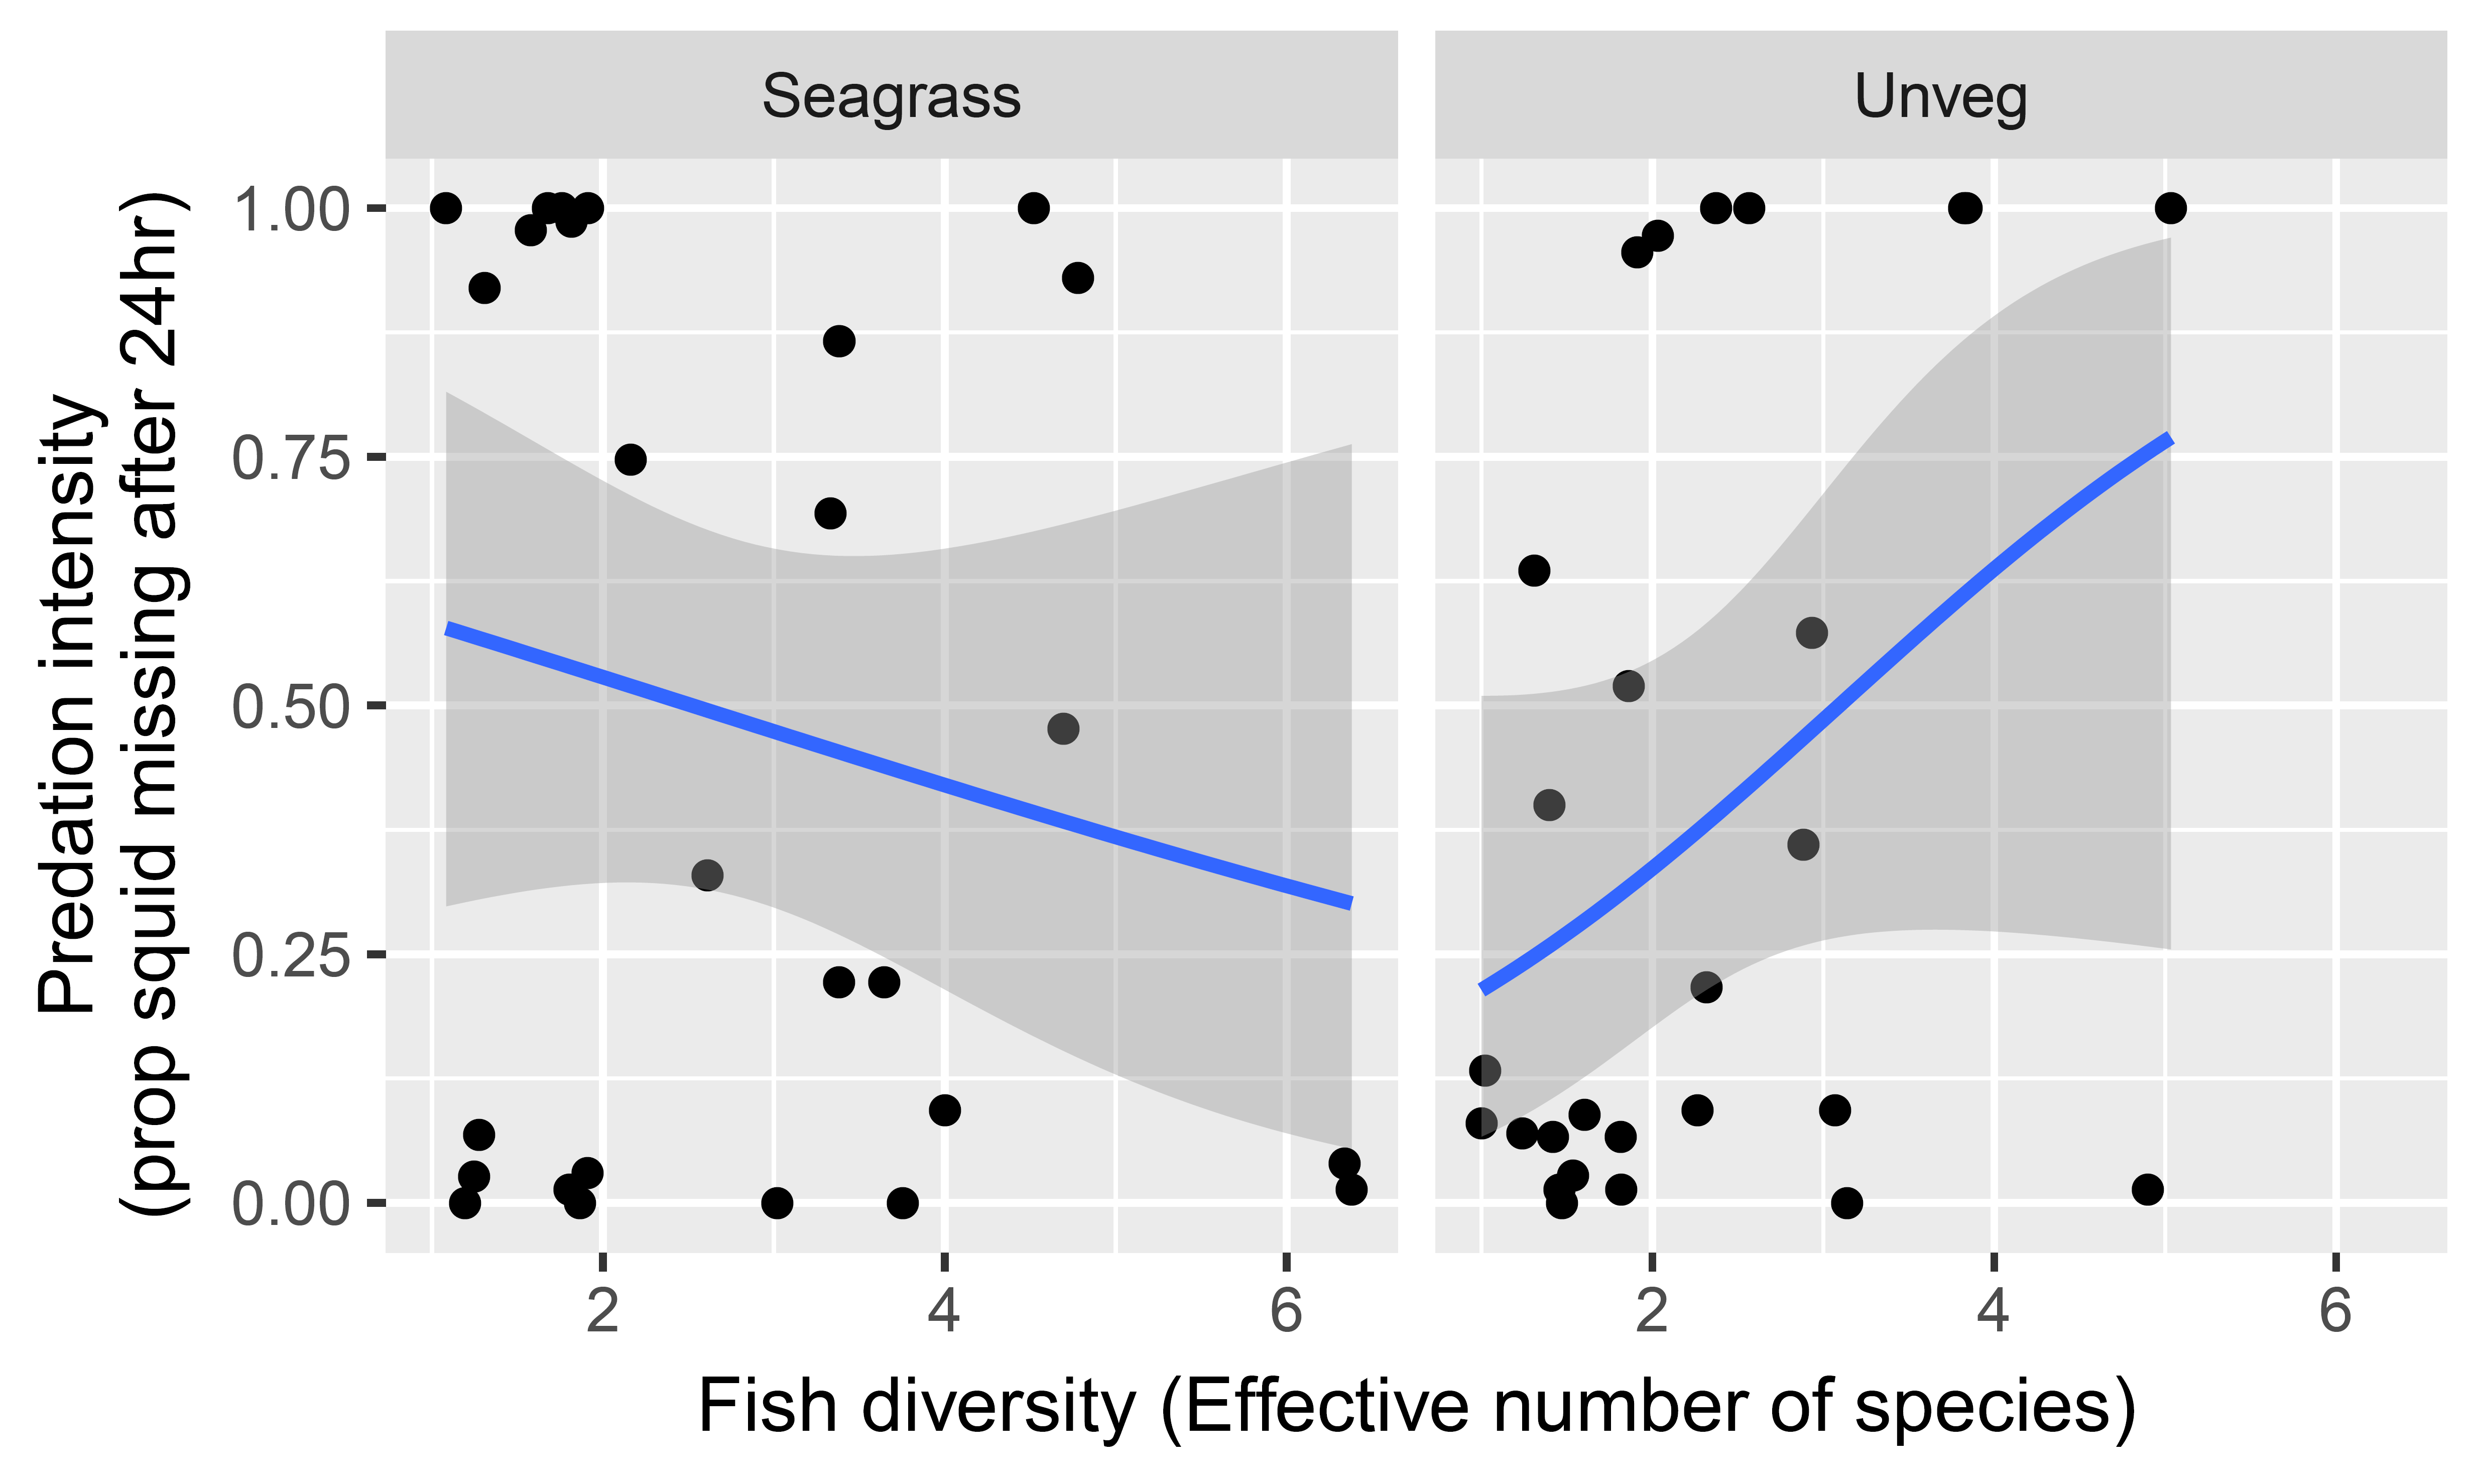 Seagrass
Unveg
Predation intensity
(prop squid missing after 24hr)
1.00
0.75
0.50
0.25
0.00
2
4
6
2
4
6
Fish diversity (Effective number of species)